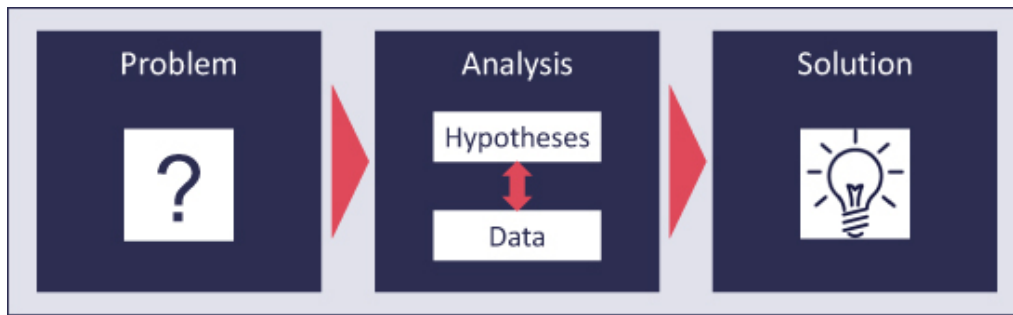 Problem
?
Analysis
Hypotheses
Data
Solution